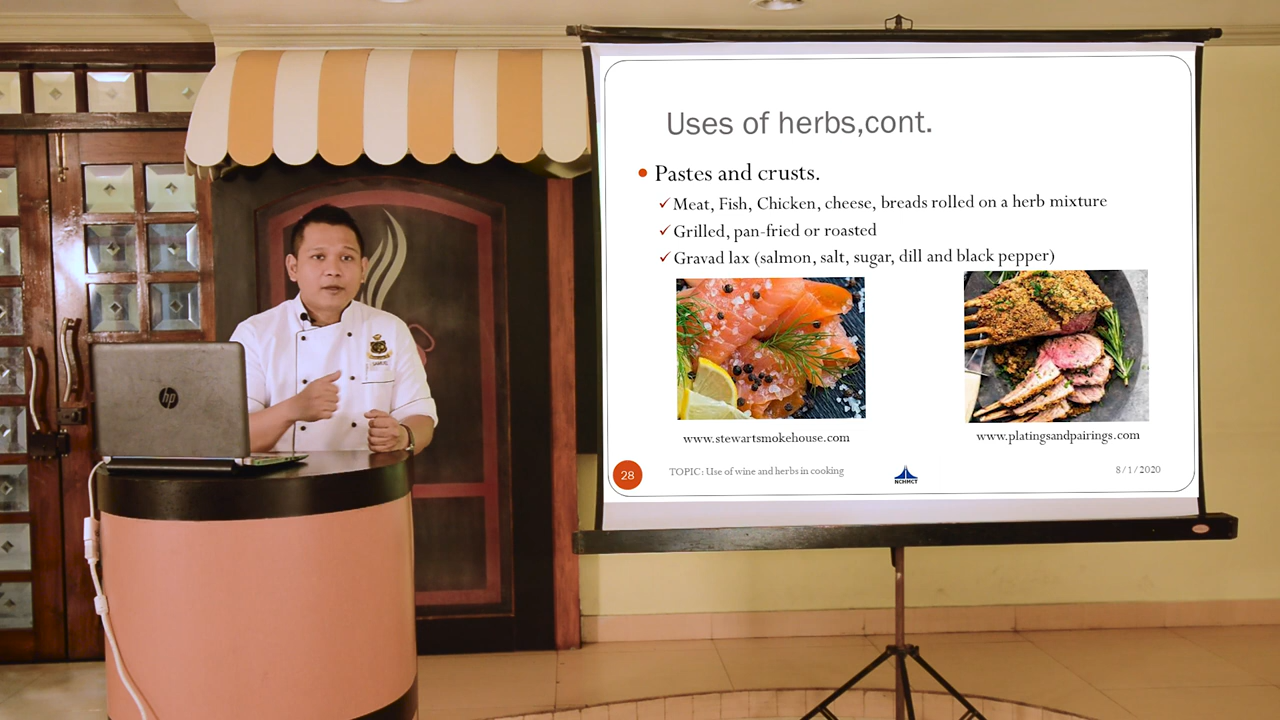 Uses of herbs,cont.
Pastes and crusts.
Meat, Fish, Chicken, cheese, breads rolled on a herb mixture
Grilled, pan-fried or roasted
Gravad lax (salmon, salt, sugar, dill and black pepper)
www.stewartsmokehouse.com
www.platingsandpairings.com
28
TOPIC: Use of wine and herbs in cooking
NCHMCT
8/1/2020
hp